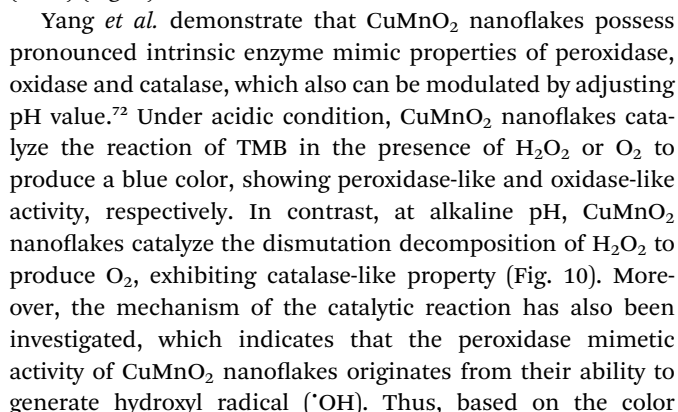 Yang et al. demonstrate that CuMnO₂ nanoflakes possess
pronounced intrinsic enzyme mimic properties of peroxidase,
oxidase and catalase, which also can be modulated by adjusting
pH value.⁷² Under acidic condition, CuMnO₂ nanoflakes cata-
lyze the reaction of TMB in the presence of H₂O₂ or O₂ to
produce a blue color, showing peroxidase-like and oxidase-like
activity, respectively. In contrast, at alkaline pH, CuMnO₂
nanoflakes catalyze the dismutation decomposition of H₂O₂ to
produce O₂, exhibiting catalase-like property (Fig. 10). More-
over, the mechanism of the catalytic reaction has also been
investigated, which indicates that the peroxidase mimetic
activity of CuMnO₂ nanoflakes originates from their ability to
generate hydroxyl radical (˙OH). Thus, based on the color